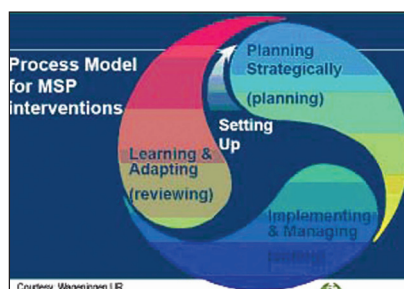 Process Model
for MSP
interventions
Planning
Strategically
(planning)
Setting
Up
Learning &
Adapting
(reviewing)
Implementing
& Managing
Courtesy, Wageningen UR